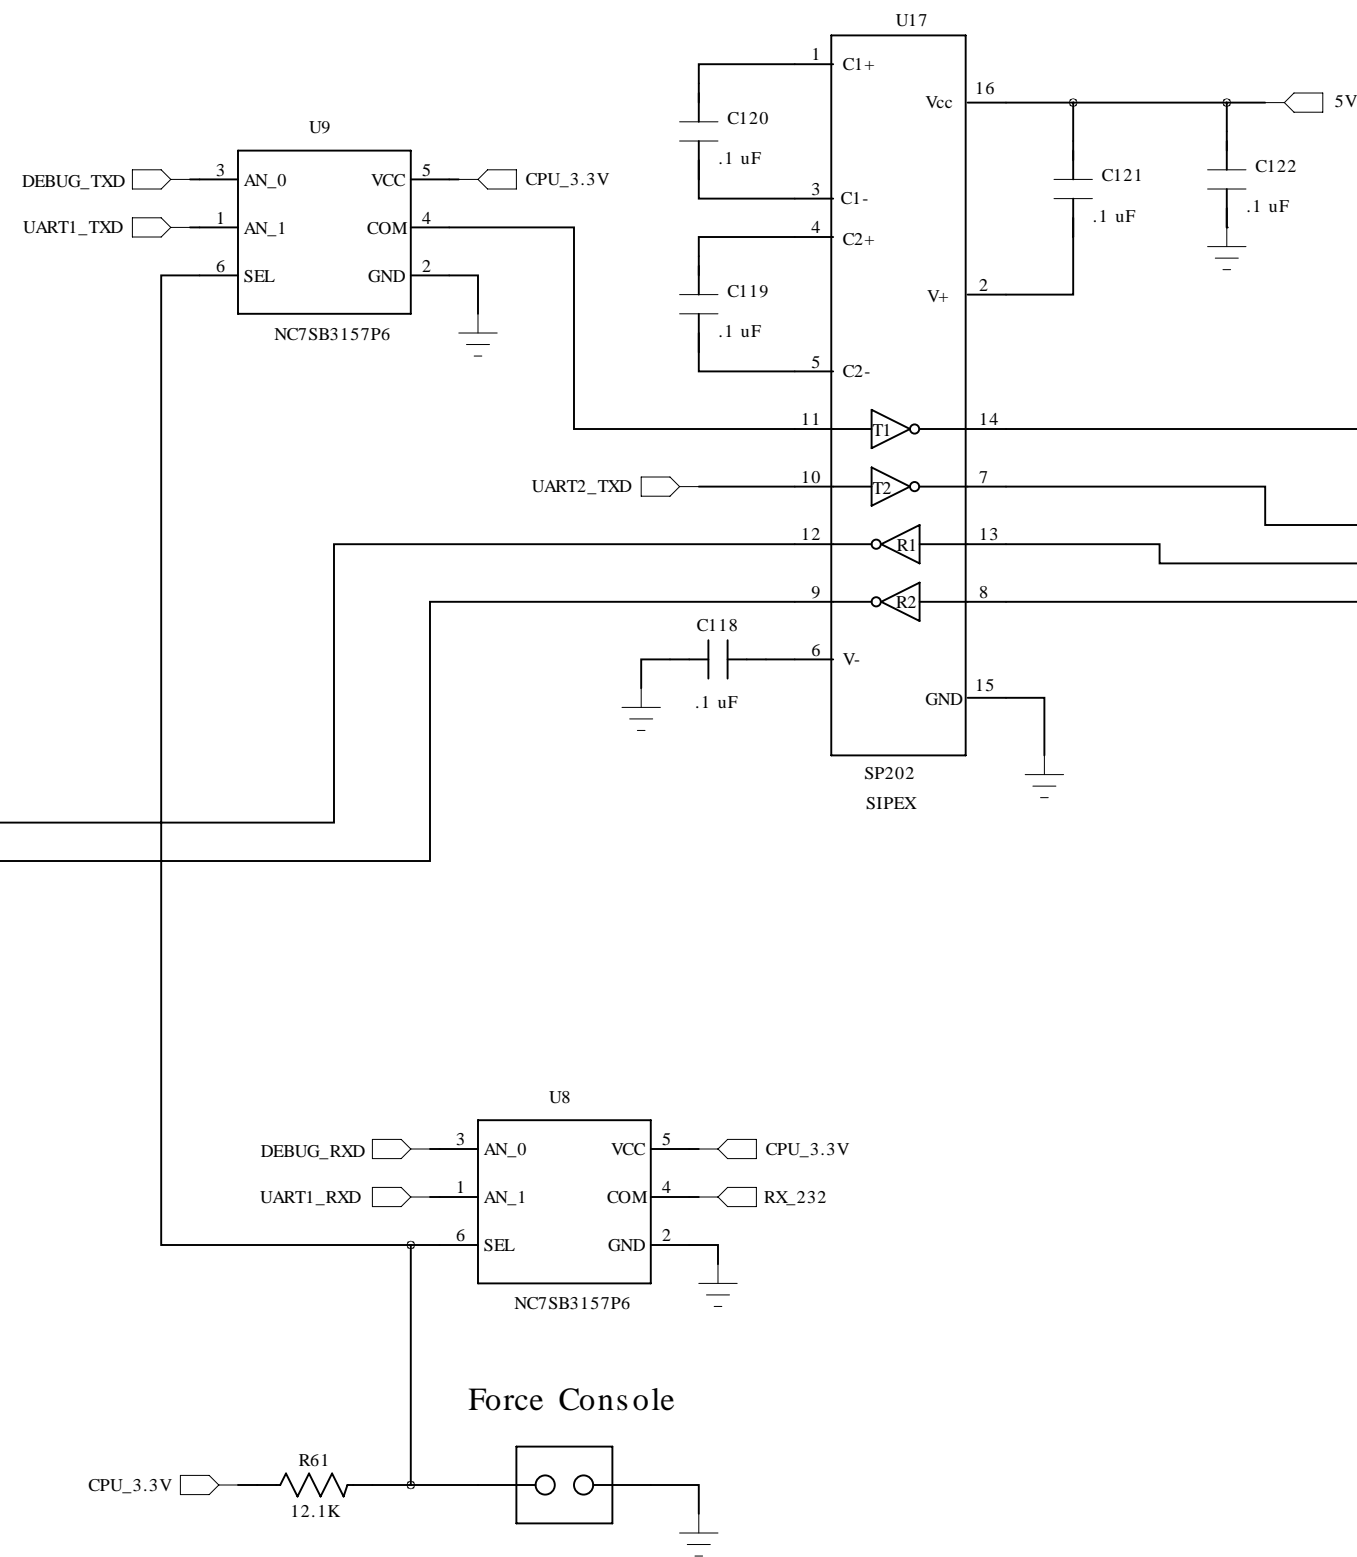 U17
1 C1+
Vcc 16
5V
C120
.1 uF
C121
.1 uF
C122
.1 uF
3 C1-
4 C2+
C119
.1 uF
V+ 2
5 C2-
U9
DEBUG_TXD 3 AN_0 VCC 5 CPU_3.3V
UART1_TXD 1 AN_1 COM 4
6 SEL GND 2
NC7SB3157P6
11 T1 14
UART2_TXD 10 T2 7
12 R1 13
9 R2 8
C118
.1 uF
6 V-
GND 15
SP202
SIPEX
U8
DEBUG_RXD 3 AN_0 VCC 5 CPU_3.3V
UART1_RXD 1 AN_1 COM 4 RX_232
6 SEL GND 2
NC7SB3157P6
Force Console
R61
CPU_3.3V
12.1K